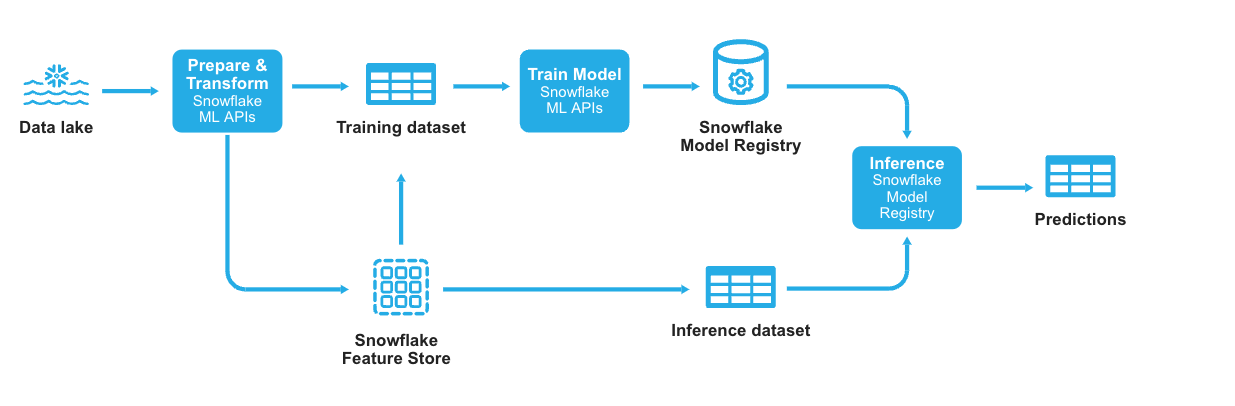 Data lake
Prepare &
Transform
Snowflake
ML APIs
Training dataset
Train Model
Snowflake
ML APIs
Snowflake
Model Registry
Inference
Snowflake
Model
Registry
Predictions
Snowflake
Feature Store
Inference dataset